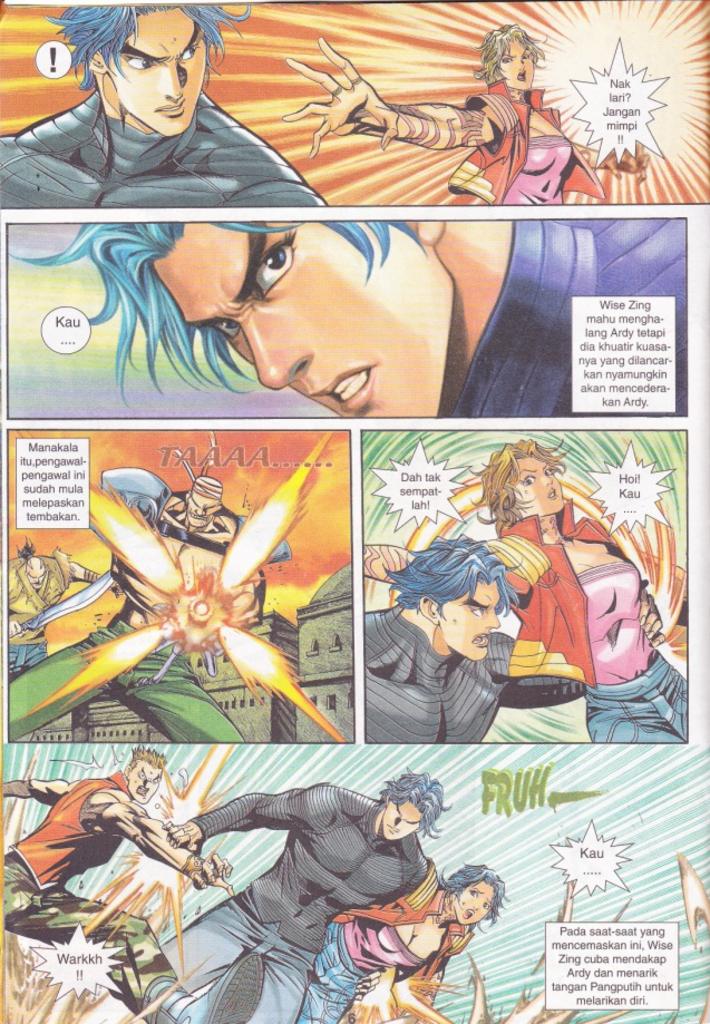 !
Nak
lari?
Jangan
mimpi
!!
Kau
....
Wise Zing
mahu mengha-
lang Ardy tetapi
dia khuatir kuasa-
nya yang dilancar-
kan nyamungkin
akan mencedera-
kan Ardy.
Manakala
itu,pengawal-
pengawal ini
sudah mula
melepaskan
tembakan.
TAAAA......
Dah tak
sempat-
lah!
Hoi!
Kau
....
FRUH
Kau
.....
Warkkh
!!
Pada saat-saat yang
mencemaskan ini, Wise
Zing cuba mendakap
Ardy dan menarik
tangan Pangputih untuk
melarikan diri.
6